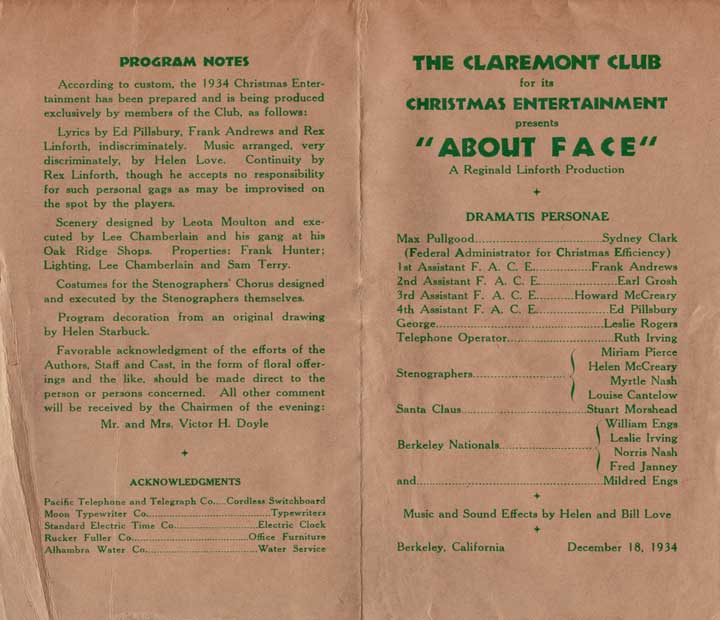 PROGRAM NOTES
According to custom, the 1934 Christmas Enter-
tainment has been prepared and is being produced
exclusively by members of the Club, as follows:
Lyrics by Ed Pillsbury, Frank Andrews and Rex
Linforth, indiscriminately. Music arranged, very
discriminately, by Helen Love. Continuity by
Rex Linforth, though he accepts no responsibility
for such personal gags as may be improvised on
the spot by the players.
Scenery designed by Leota Moulton and exe-
cuted by Lee Chamberlain and his gang at his
Oak Ridge Shops. Properties: Frank Hunter;
Lighting, Lee Chamberlain and Sam Terry.
Costumes for the Stenographers' Chorus designed
and executed by the Stenographers themselves.
Program decoration from an original drawing
by Helen Starbuck.
Favorable acknowledgment of the efforts of the
Authors, Staff and Cast, in the form of floral offer-
ings and the like, should be made direct to the
person or persons concerned. All other comment
will be received by the Chairmen of the evening:
Mr. and Mrs. Victor H. Doyle
ACKNOWLEDGMENTS
Pacific Telephone and Telegraph Co....Cordless Switchboard
Moon Typewriter Co.....Typewriters
Standard Electric Time Co.....Electric Clock
Rucker Fuller Co.....Office Furniture
Alhambra Water Co.....Water Service
THE CLAREMONT CLUB
for its
CHRISTMAS ENTERTAINMENT
presents
"ABOUT FACE"
A Reginald Linforth Production
DRAMATIS PERSONAE
Max Pullgood.....Sydney Clark
(Federal Administrator for Christmas Efficiency)
1st Assistant F. A. C. E.....Frank Andrews
2nd Assistant F. A. C. E.....Earl Grosh
3rd Assistant F. A. C. E.....Howard McCreary
4th Assistant F. A. C. E.....Ed Pillsbury
George.....Leslie Rogers
Telephone Operator.....Ruth Irving
Stenographers.....
Miriam Pierce
Helen McCreary
Myrtle Nash
Louise Cantelow
Santa Claus.....Stuart Morshead
Berkeley Nationals.....
William Engs
Leslie Irving
Norris Nash
Fred Janney
and.....Mildred Engs
Music and Sound Effects by Helen and Bill Love
Berkeley, California December 18, 1934